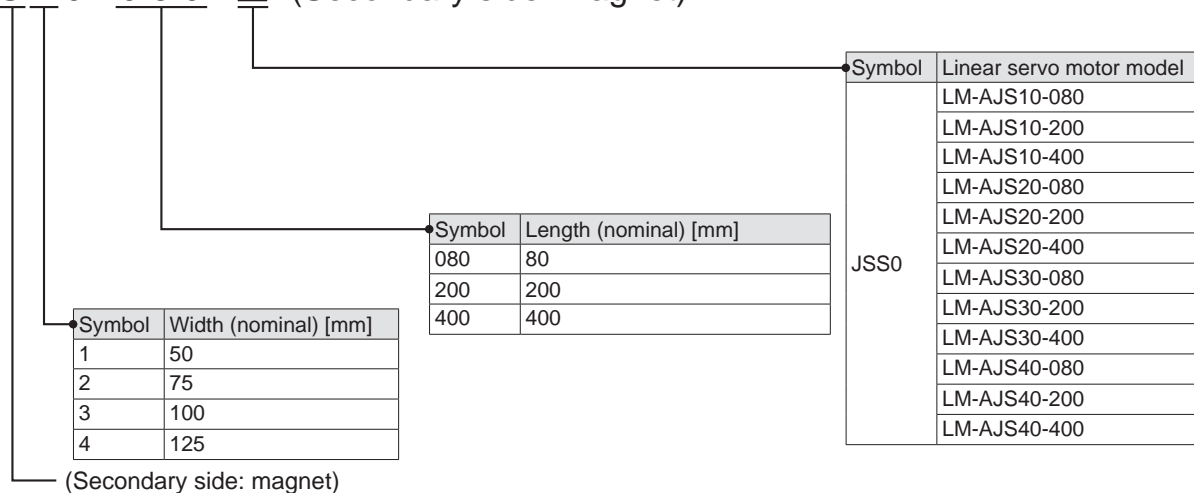 (Secondary side: magnet)
Symbol Linear servo motor model
JSS0
LM-AJS10-080
LM-AJS10-200
LM-AJS10-400
LM-AJS20-080
LM-AJS20-200
LM-AJS20-400
LM-AJS30-080
LM-AJS30-200
LM-AJS30-400
LM-AJS40-080
LM-AJS40-200
LM-AJS40-400
Symbol Length (nominal) [mm]
080 80
200 200
400 400
Symbol Width (nominal) [mm]
1 50
2 75
3 100
4 125
(Secondary side: magnet)